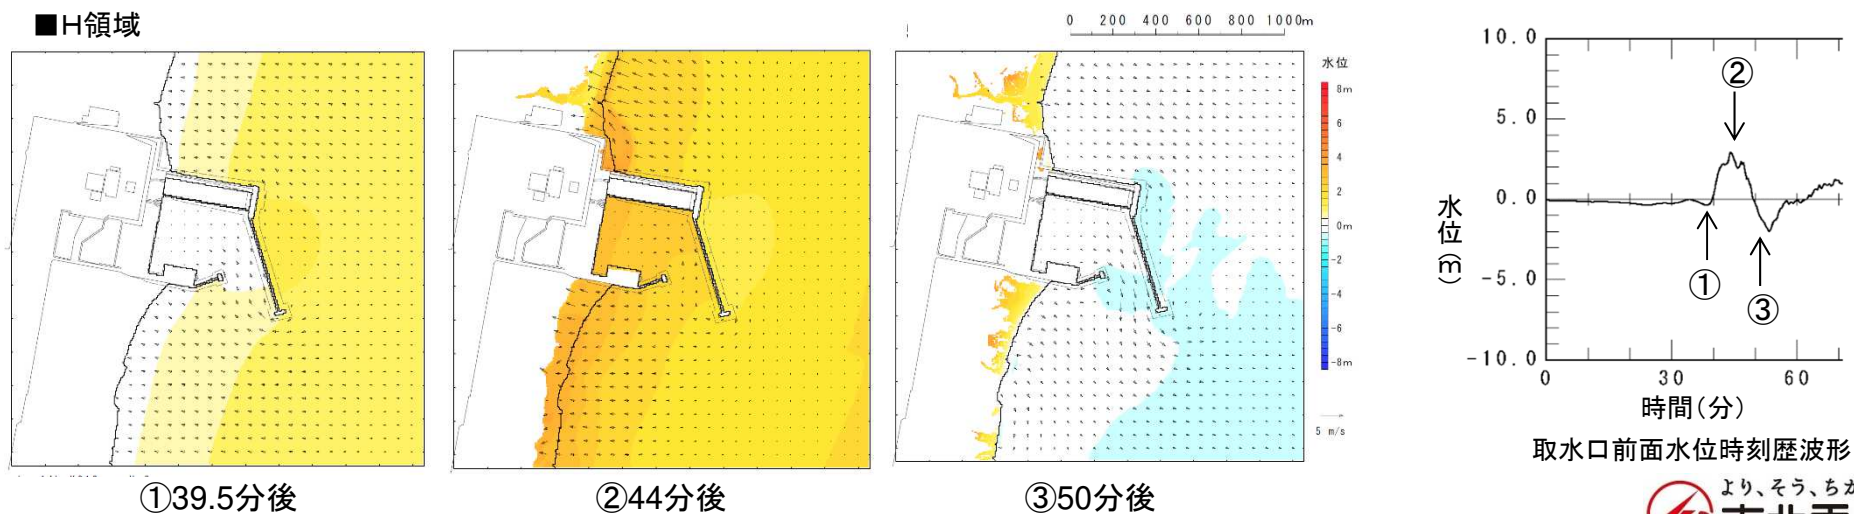 ■H領域
0 200 400 600 800 1000m
水位
8m
6
4
2
0m
-2
-4
-6
-8m
5 m/s
①39.5分後
②44分後
③50分後
10.0
5.0
0.0
-5.0
-10.0
水位(m)
②
①
③
0 30 60
時間(分)
取水口前面水位時刻歴波形
より、そう、ちか